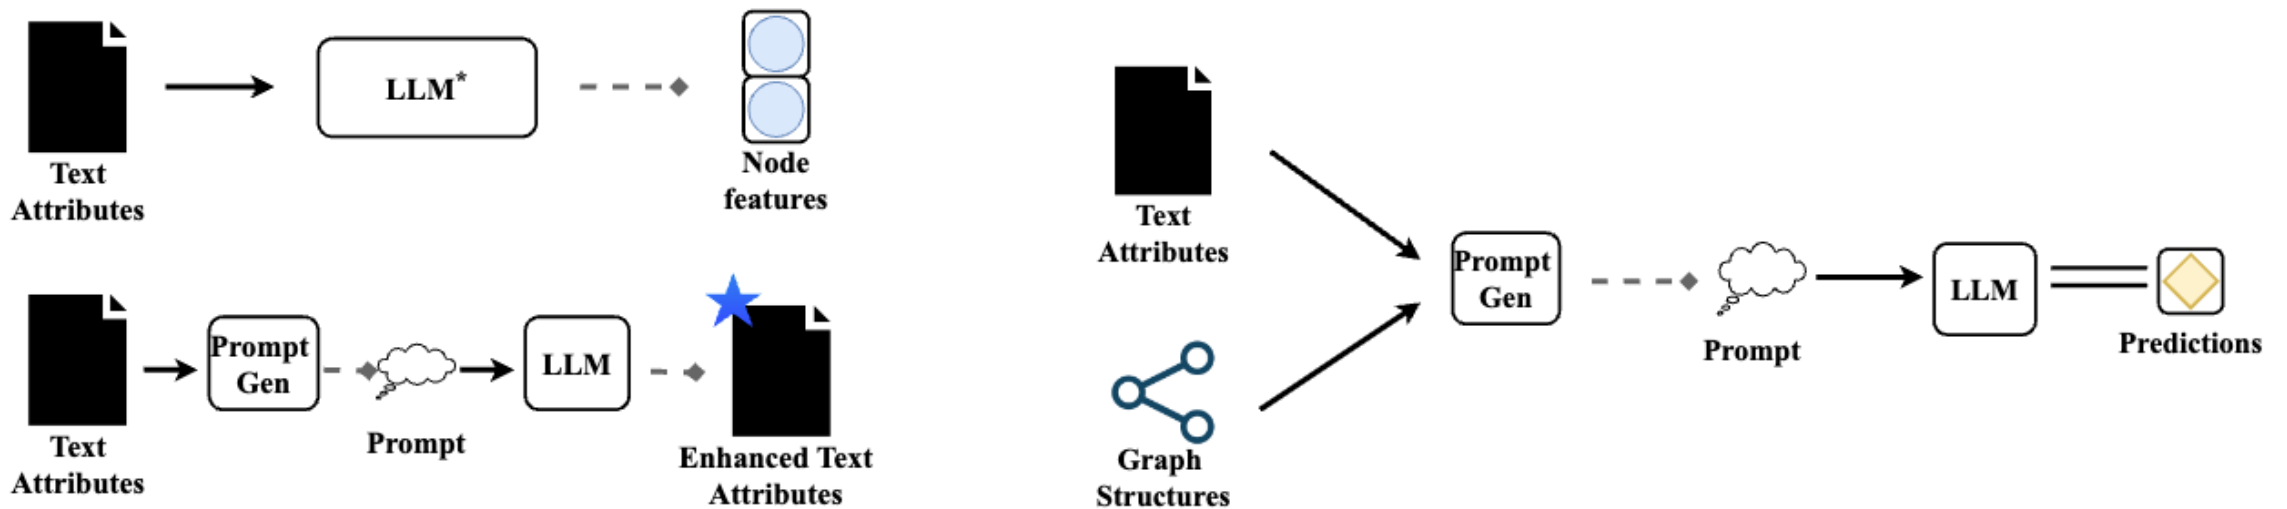 LLM*
Text
Attributes
Node
features
Prompt
Gen
LLM
Text
Attributes
Prompt
Enhanced Text
Attributes
Text
Attributes
Prompt
Gen
LLM
Prompt
Predictions
Graph
Structures